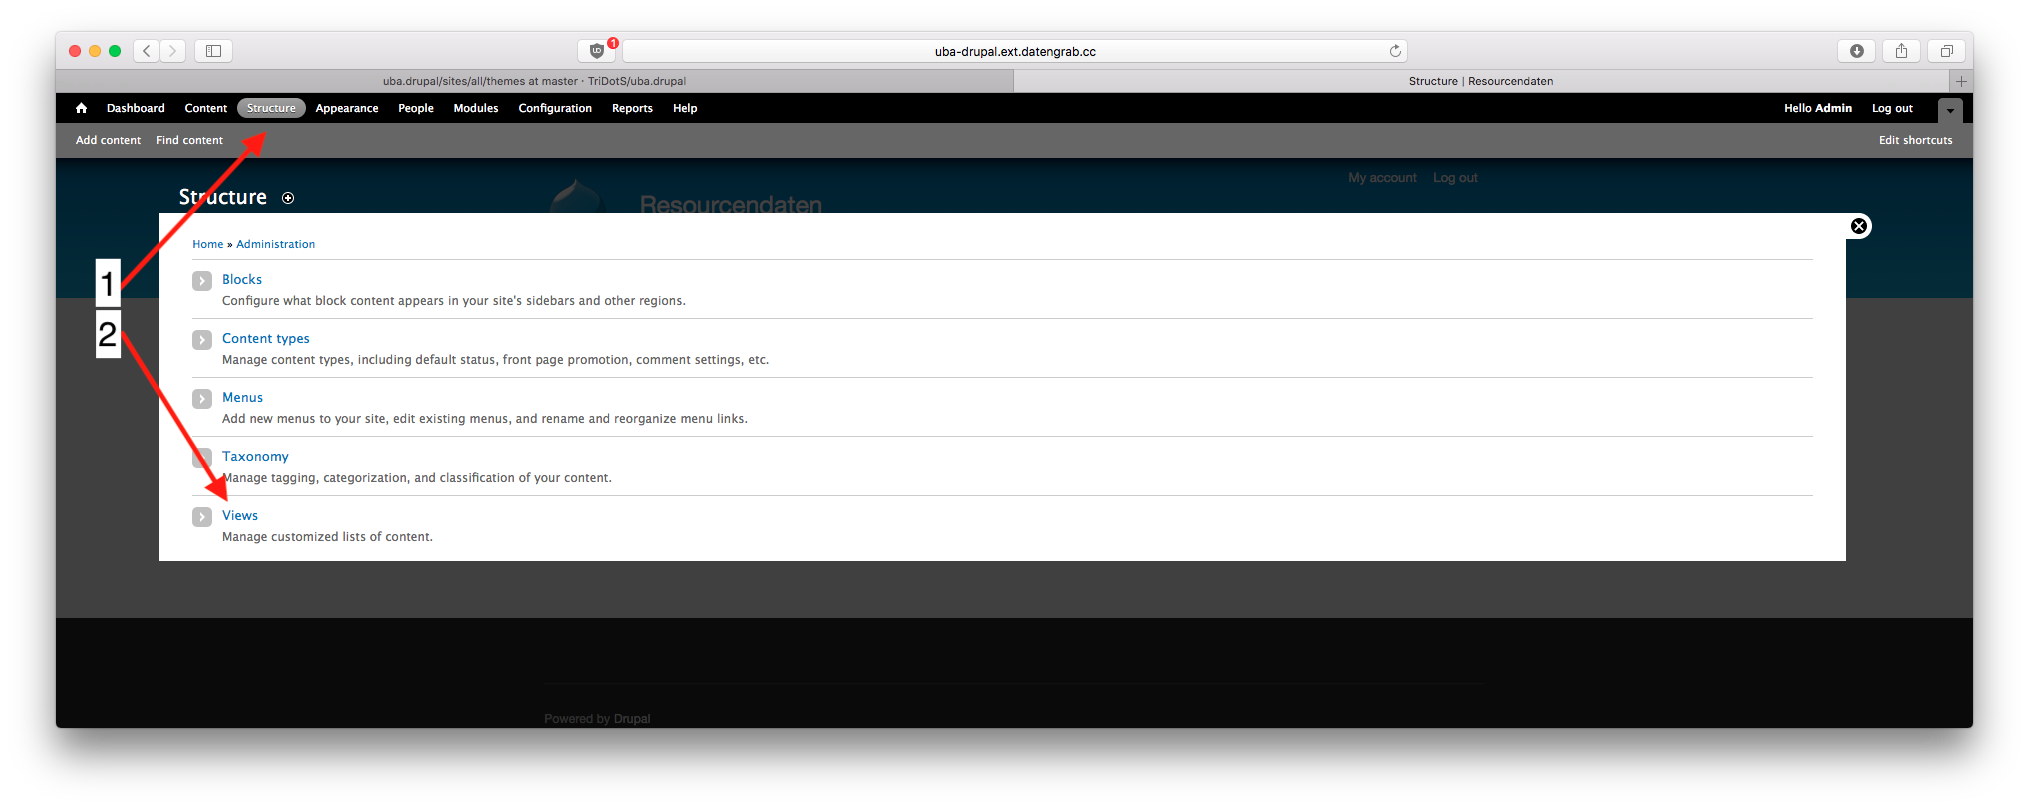 1
uba-drupal.ext.datengrab.cc
uba.drupal/sites/all/themes at master · TriDotS/uba.drupal
Structure | Resourcendaten
Dashboard Content Structure Appearance People Modules Configuration Reports Help Hello Admin Log out
Add content Find content Edit shortcuts
My account Log out
Structure
Resourcendaten
Home » Administration
1
Blocks
Configure what block content appears in your site's sidebars and other regions.
2
Content types
Manage content types, including default status, front page promotion, comment settings, etc.
Menus
Add new menus to your site, edit existing menus, and rename and reorganize menu links.
Taxonomy
Manage tagging, categorization, and classification of your content.
Views
Manage customized lists of content.
Powered by Drupal